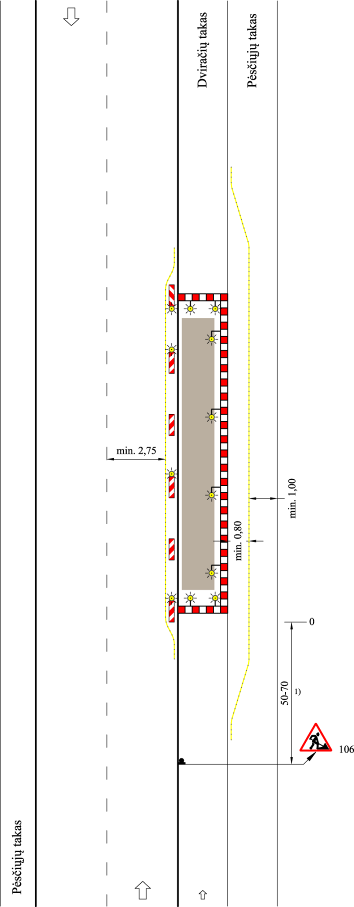 Dviračių takas
Pėsčiųjų takas
min. 2,75
min. 1,00
min. 0,80
0
50-70 1)
106
Pėsčiųjų takas